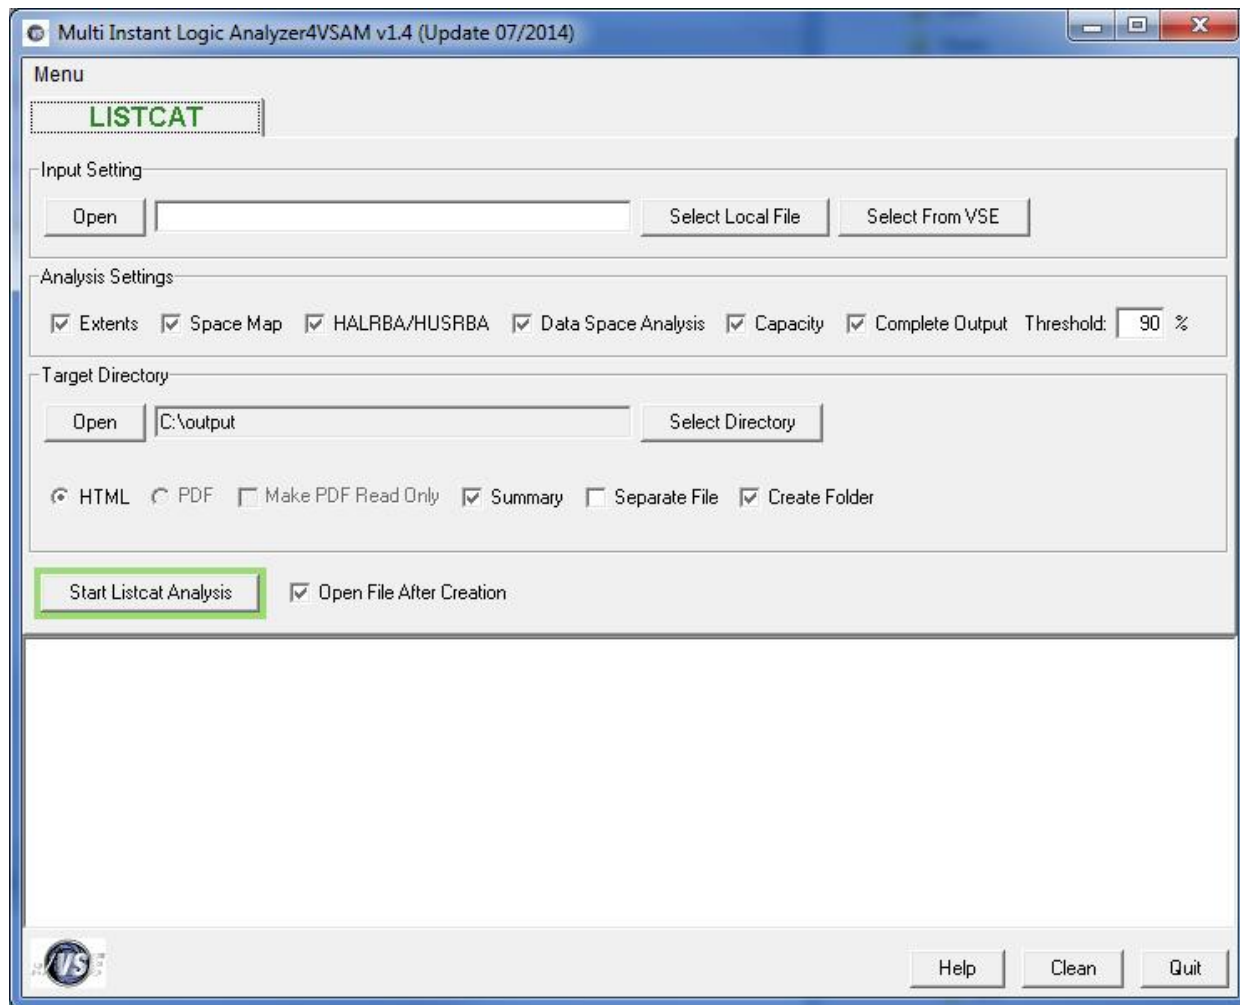 Multi Instant Logic Analyzer4VSAM v1.4 (Update 07/2014)
Menu
LISTCAT
Input Setting
Open Select Local File Select From VSE
Analysis Settings
Extents Space Map HALRBA/HUSRBA Data Space Analysis Capacity Complete Output Threshold: 90 %
Target Directory
Open C:\output Select Directory
HTML PDF Make PDF Read Only Summary Separate File Create Folder
Start Listcat Analysis Open File After Creation
Help Clean Quit